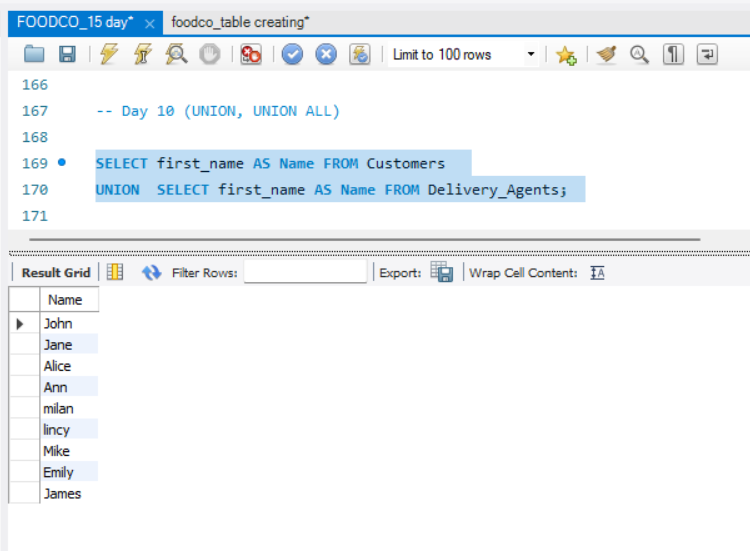 FOODCO_15 day* × foodco_table creating*
Limit to 100 rows
166
167 -- Day 10 (UNION, UNION ALL)
168
169 SELECT first_name AS Name FROM Customers
170 UNION  SELECT first_name AS Name FROM Delivery_Agents;
171
Result Grid Filter Rows: Export: Wrap Cell Content: IA
Name
John
Jane
Alice
Ann
milan
lincy
Mike
Emily
James